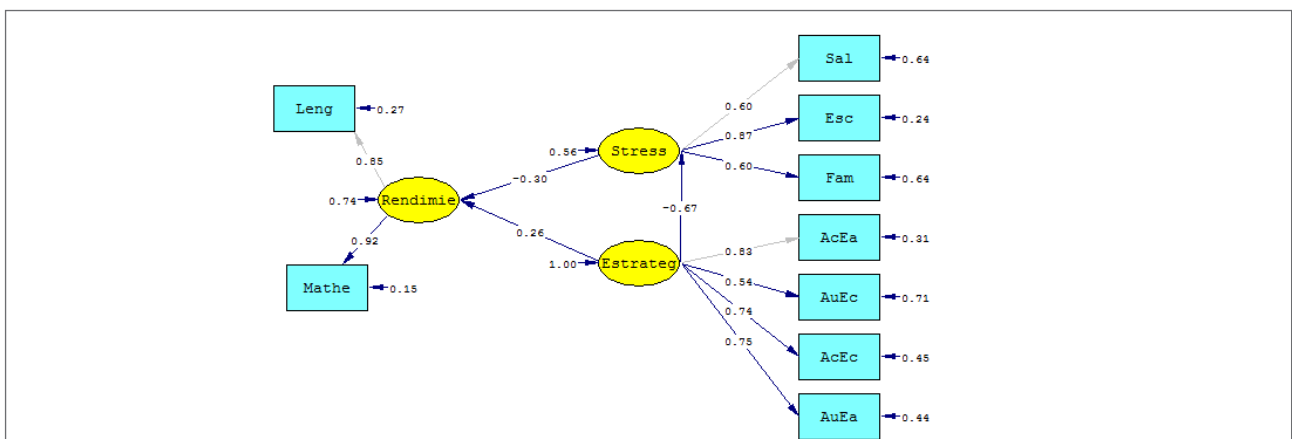 Sal
0.64
Leng
0.27
0.60
Esc
0.24
0.87
0.56
Stress
0.85
0.60
Fam
0.64
-0.30
0.74
Rendimie
-0.67
0.92
0.26
AcEa
0.31
0.83
1.00
Estrateg
0.54
Mathe
0.15
AuEc
0.71
0.74
0.75
AcEc
0.45
AuEa
0.44